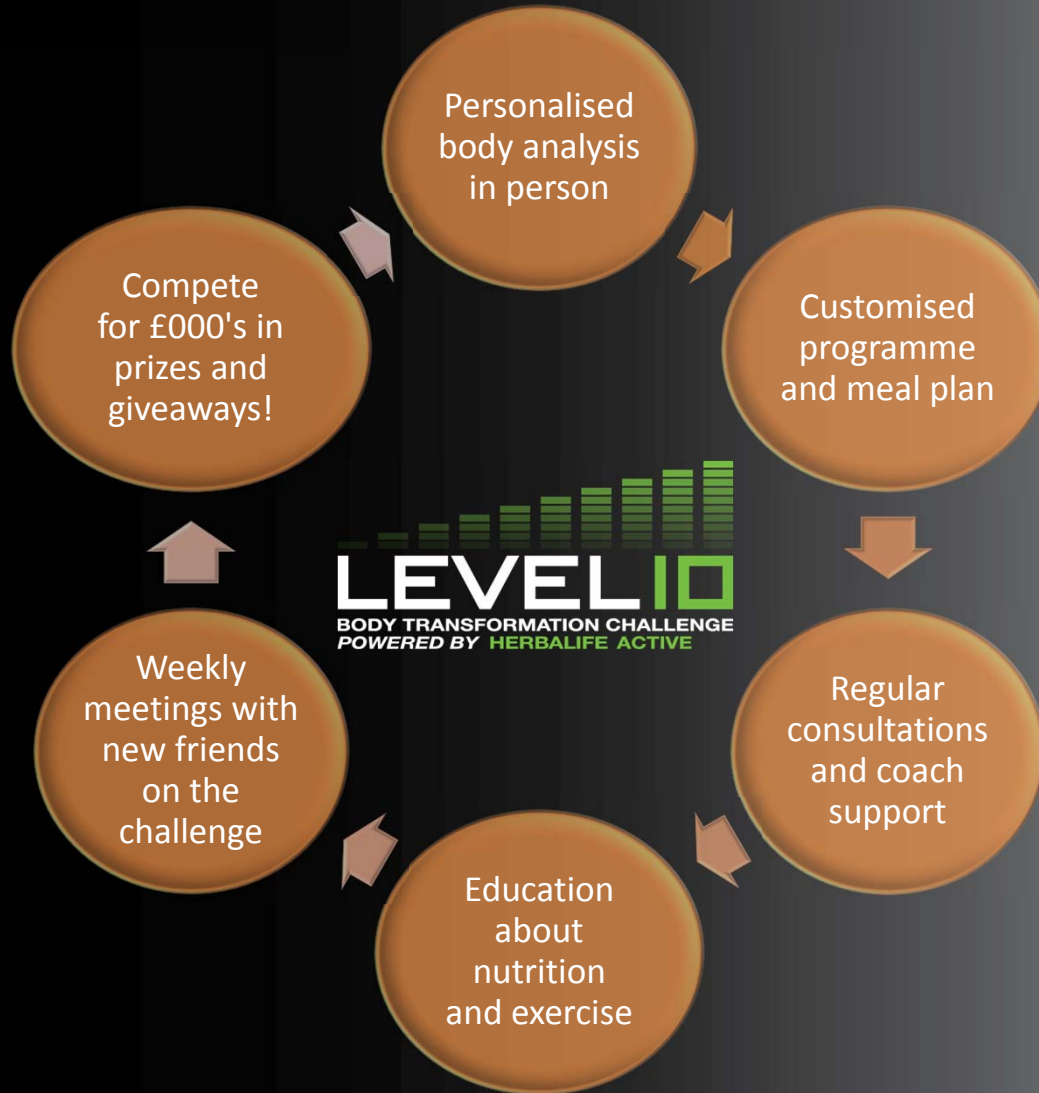 Personalised
body analysis
in person
Customised
programme
and meal plan
Regular
consultations
and coach
support
Education
about
nutrition
and exercise
Weekly
meetings with
new friends
on the
challenge
Compete
for £000's in
prizes and
giveaways!
LEVEL 10
BODY TRANSFORMATION CHALLENGE
POWERED BY HERBALIFE ACTIVE